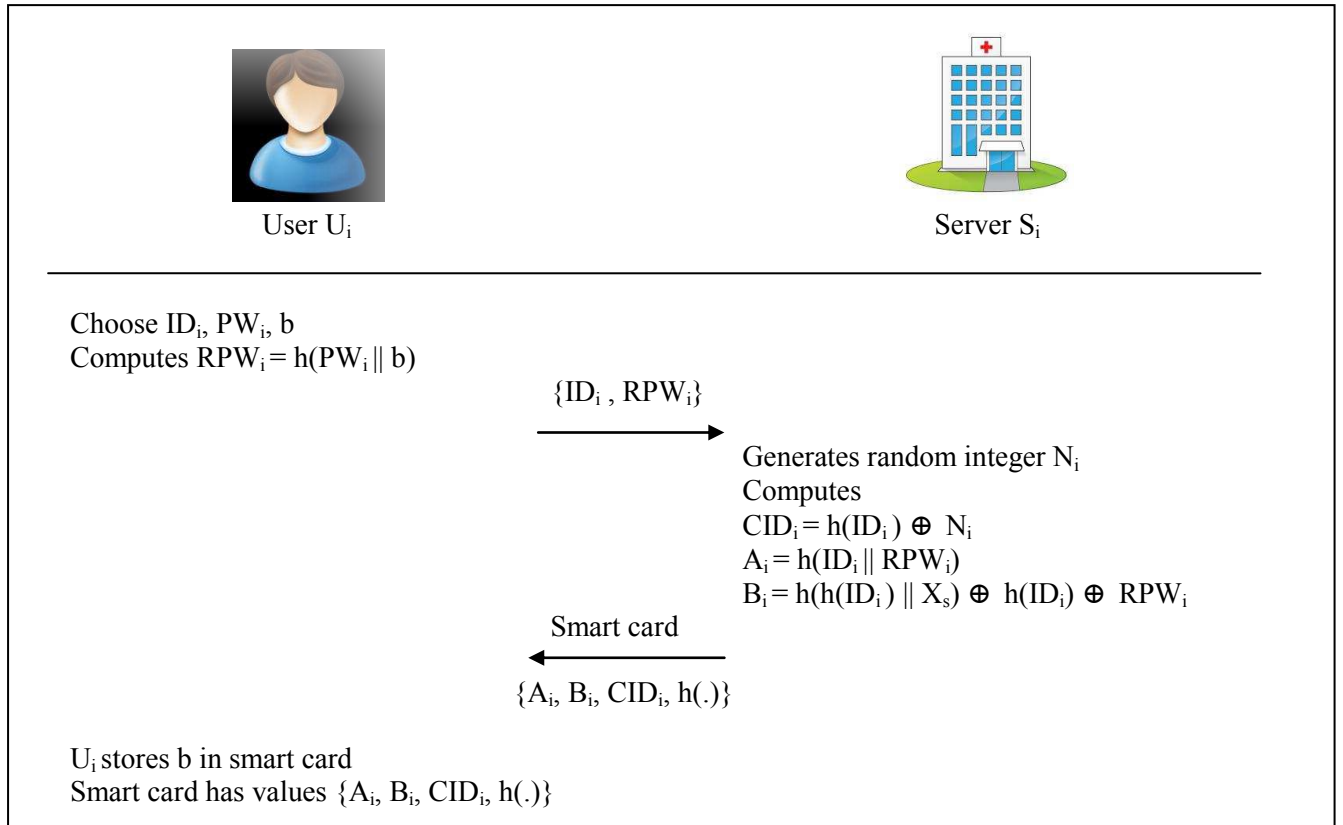 User Uᵢ
Server Sᵢ
Choose IDᵢ, PWᵢ, b
Computes RPWᵢ = h(PWᵢ || b)
{IDᵢ , RPWᵢ}
Generates random integer Nᵢ
Computes
CIDᵢ = h(IDᵢ) ⊕ Nᵢ
Aᵢ = h(IDᵢ || RPWᵢ)
Bᵢ = h(h(IDᵢ) || Xₛ) ⊕ h(IDᵢ) ⊕ RPWᵢ
Smart card
{Aᵢ, Bᵢ, CIDᵢ, h(.)}
Uᵢ stores b in smart card
Smart card has values {Aᵢ, Bᵢ, CIDᵢ, h(.)}